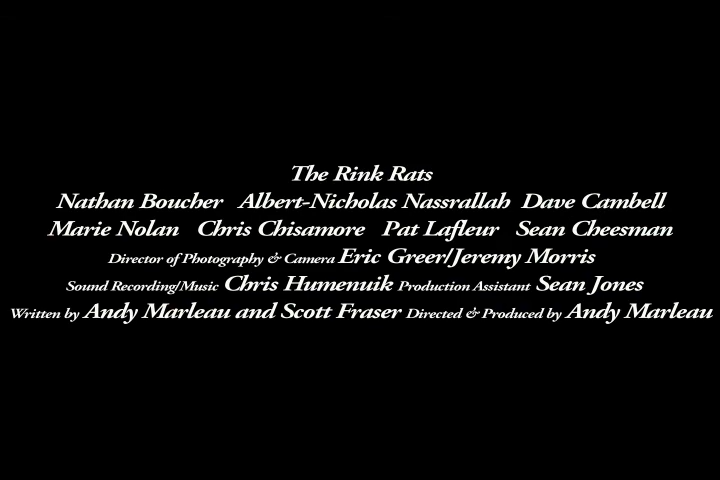 The Rink Rats
Nathan Boucher Albert-Nicholas Nassrallah Dave Cambell
Marie Nolan Chris Chisamore Pat Lafleur Sean Cheesman
Director of Photography & Camera Eric Greer/Jeremy Morris
Sound Recording/Music Chris Humenuik Production Assistant Sean Jones
Written by Andy Marleau and Scott Fraser Directed & Produced by Andy Marleau